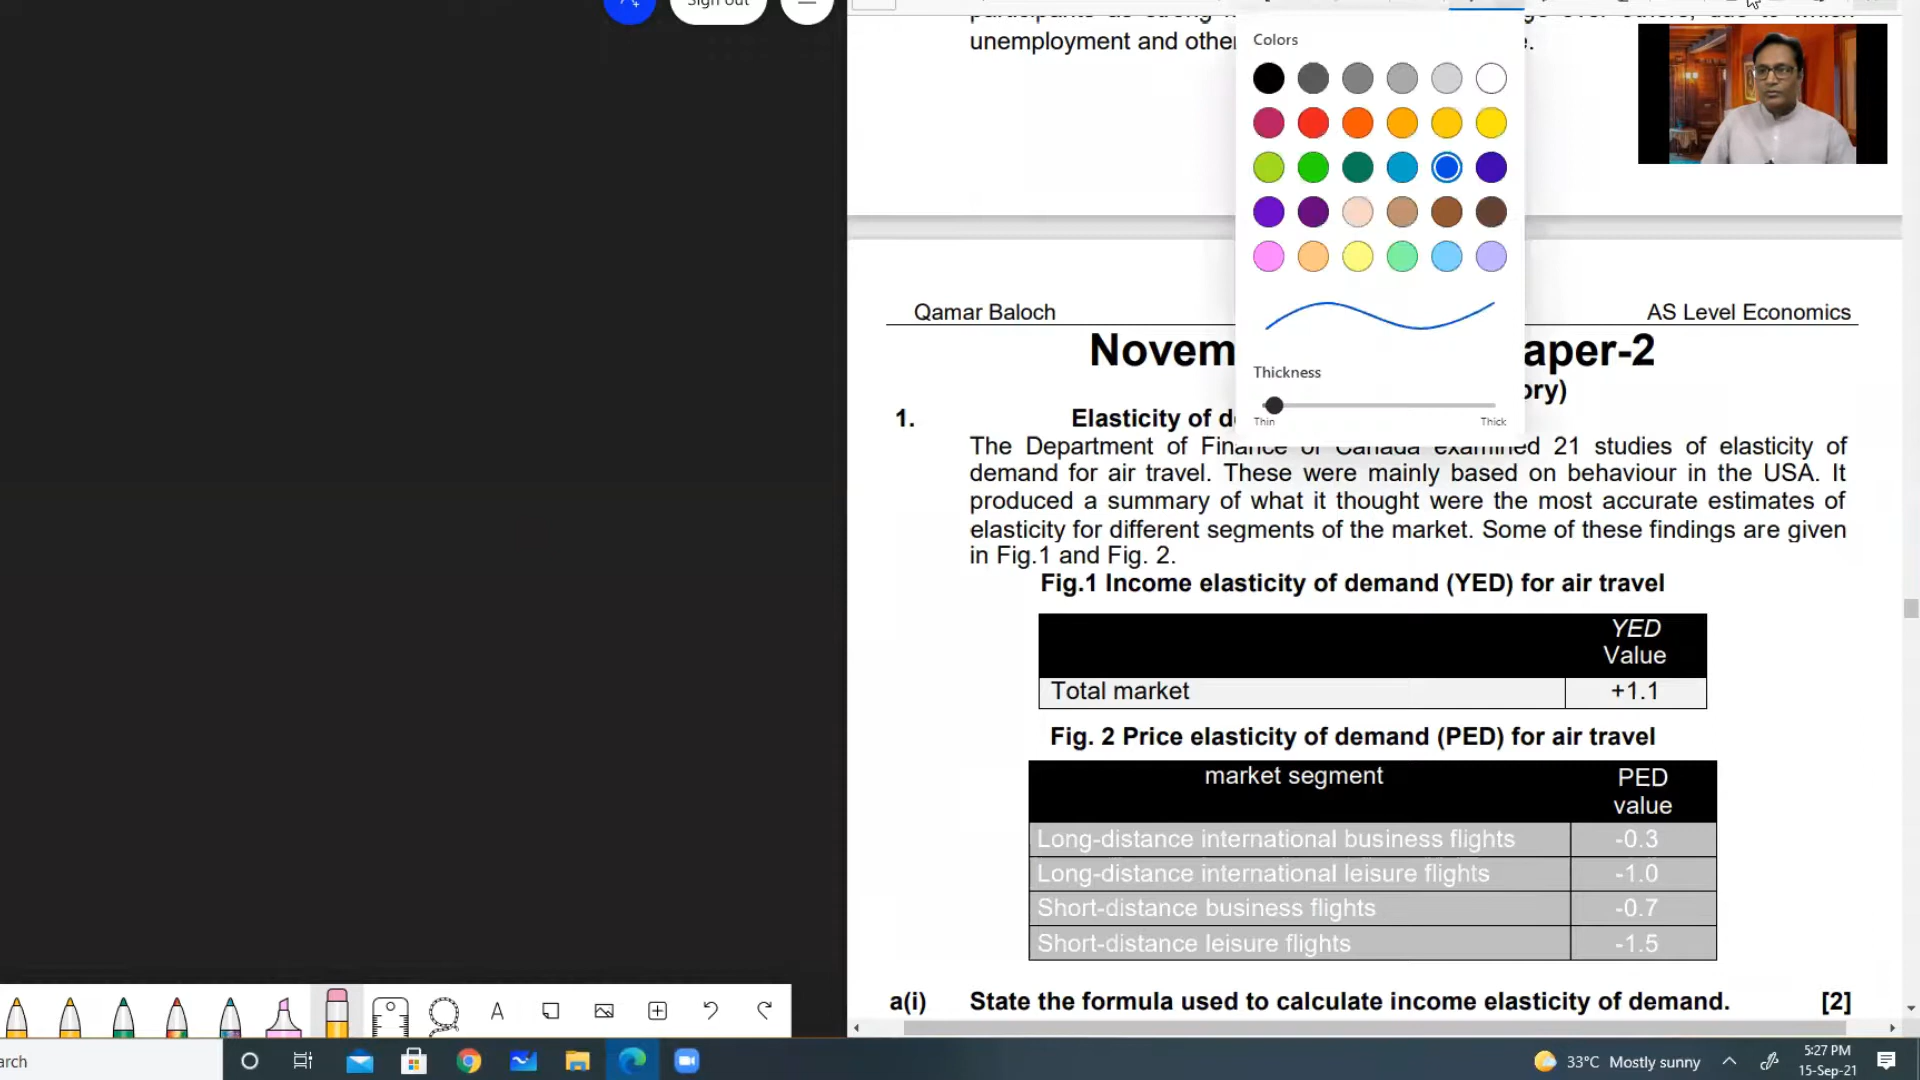 Sign out
unemployment and othe
Colors
Thickness
Thin
Thick
Qamar Baloch
AS Level Economics
Novem
aper-2
ory)
1.
Elasticity of d
The Department of Finance of Canada examined 21 studies of elasticity of
demand for air travel. These were mainly based on behaviour in the USA. It
produced a summary of what it thought were the most accurate estimates of
elasticity for different segments of the market. Some of these findings are given
in Fig.1 and Fig. 2.
Fig.1 Income elasticity of demand (YED) for air travel
YED
Value
Total market
+1.1
Fig. 2 Price elasticity of demand (PED) for air travel
market segment
PED
value
Long-distance international business flights
-0.3
Long-distance international leisure flights
-1.0
Short-distance business flights
-0.7
Short-distance leisure flights
-1.5
a(i) State the formula used to calculate income elasticity of demand. [2]
arch
33°C Mostly sunny
5:27 PM
15-Sep-21